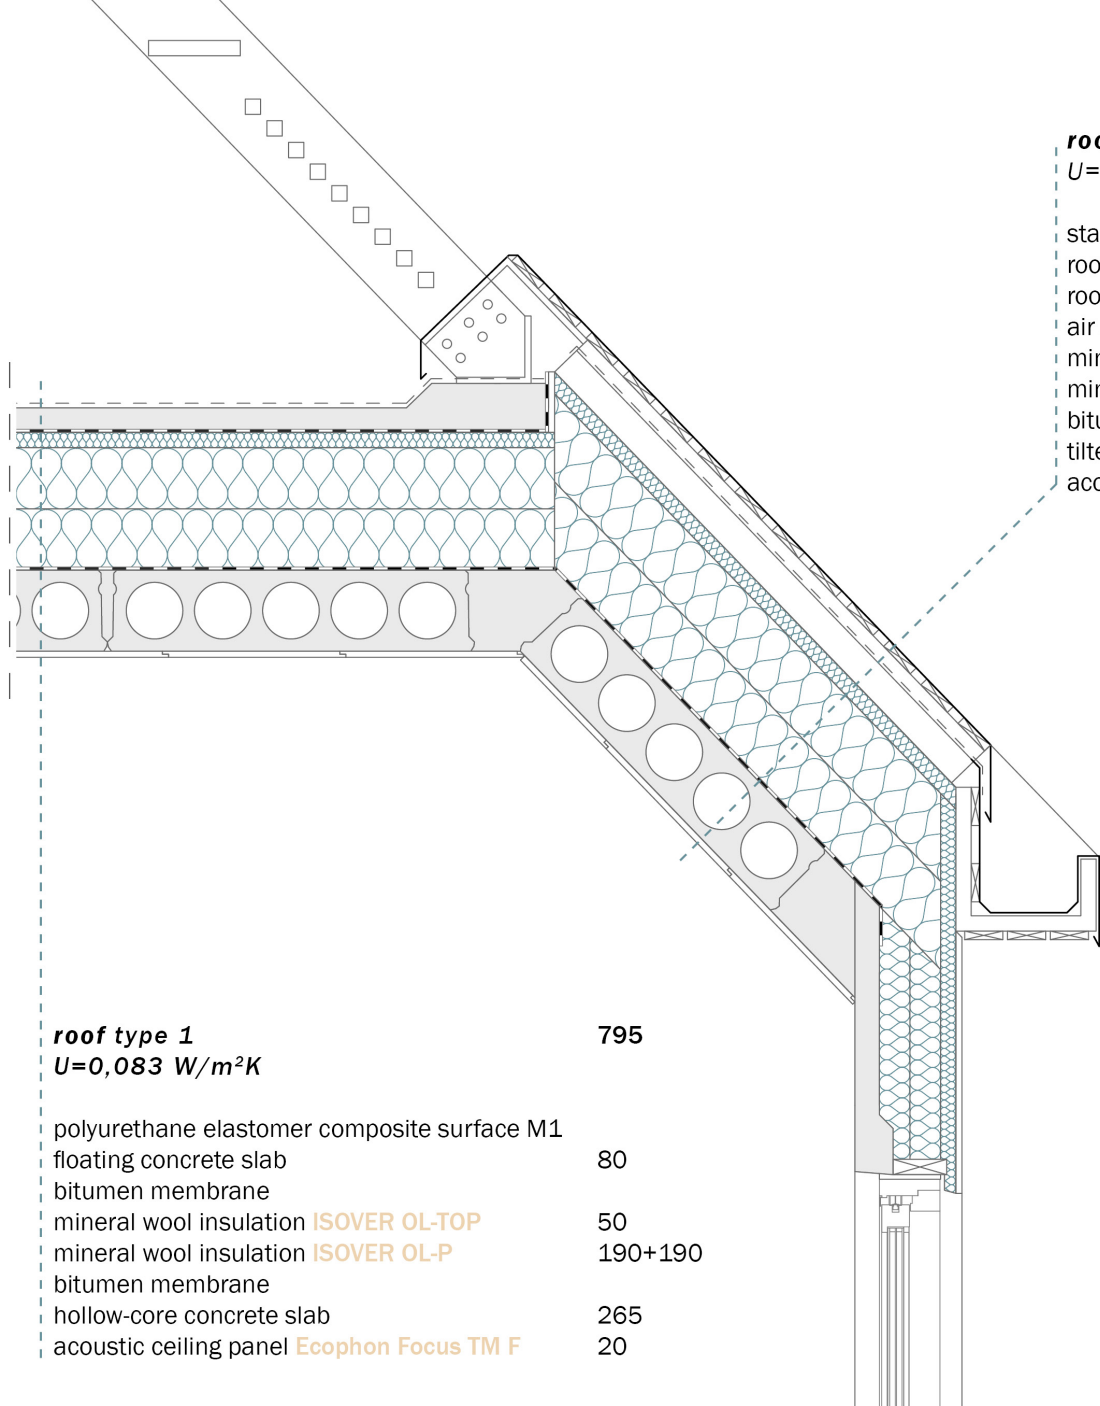 roof type 1 795
U=0,083 W/m²K
polyurethane elastomer composite surface M1
floating concrete slab 80
bitumen membrane
mineral wool insulation ISOVER OL-TOP 50
mineral wool insulation ISOVER OL-P 190+190
bitumen membrane
hollow-core concrete slab 265
acoustic ceiling panel Ecophon Focus TM F 20
U=
air